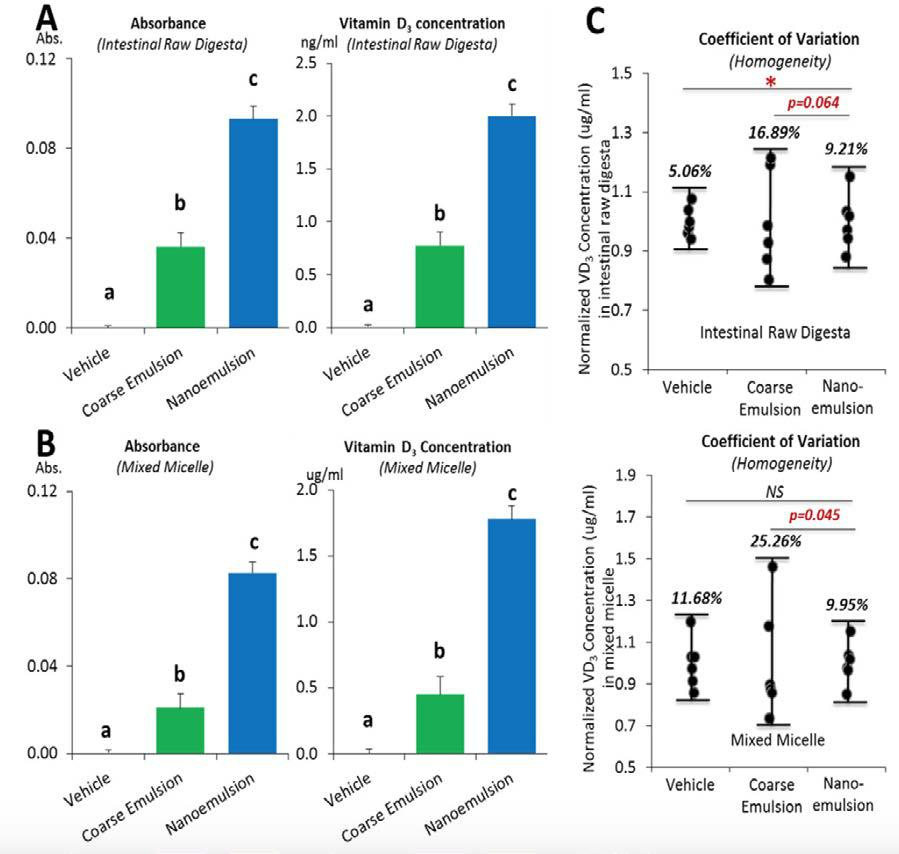 A
Absorbance
(Intestinal Raw Digesta)
Abs.
0.12
0.08
0.04
0.00
a
b
c
Vehicle
Coarse Emulsion
Nanoemulsion
Vitamin D3 concentration
(Intestinal Raw Digesta)
ng/ml
2.5
2.0
1.5
1.0
0.5
0.0
a
b
c
Vehicle
Coarse Emulsion
Nanoemulsion
B
Absorbance
(Mixed Micelle)
Abs.
0.12
0.08
0.04
0.00
a
b
c
Vehicle
Coarse Emulsion
Nanoemulsion
Vitamin D3 Concentration
(Mixed Micelle)
ug/ml
2.0
1.5
1.0
0.5
0.0
a
b
c
Vehicle
Coarse Emulsion
Nanoemulsion
C
Coefficient of Variation
(Homogeneity)
Normalized VD3 Concentration (ug/ml)
in intestinal raw digesta
1.5
1.3
1.1
0.9
0.7
0.5
*
p=0.064
5.06%
16.89%
9.21%
Intestinal Raw Digesta
Vehicle
Coarse
Emulsion
Nano-
emulsion
Coefficient of Variation
(Homogeneity)
Normalized VD3 Concentration (ug/ml)
in mixed micelle
1.9
1.7
1.5
1.3
1.1
0.9
0.7
0.5
NS
p=0.045
11.68%
25.26%
9.95%
Mixed Micelle
Vehicle
Coarse
Emulsion
Nano-
emulsion